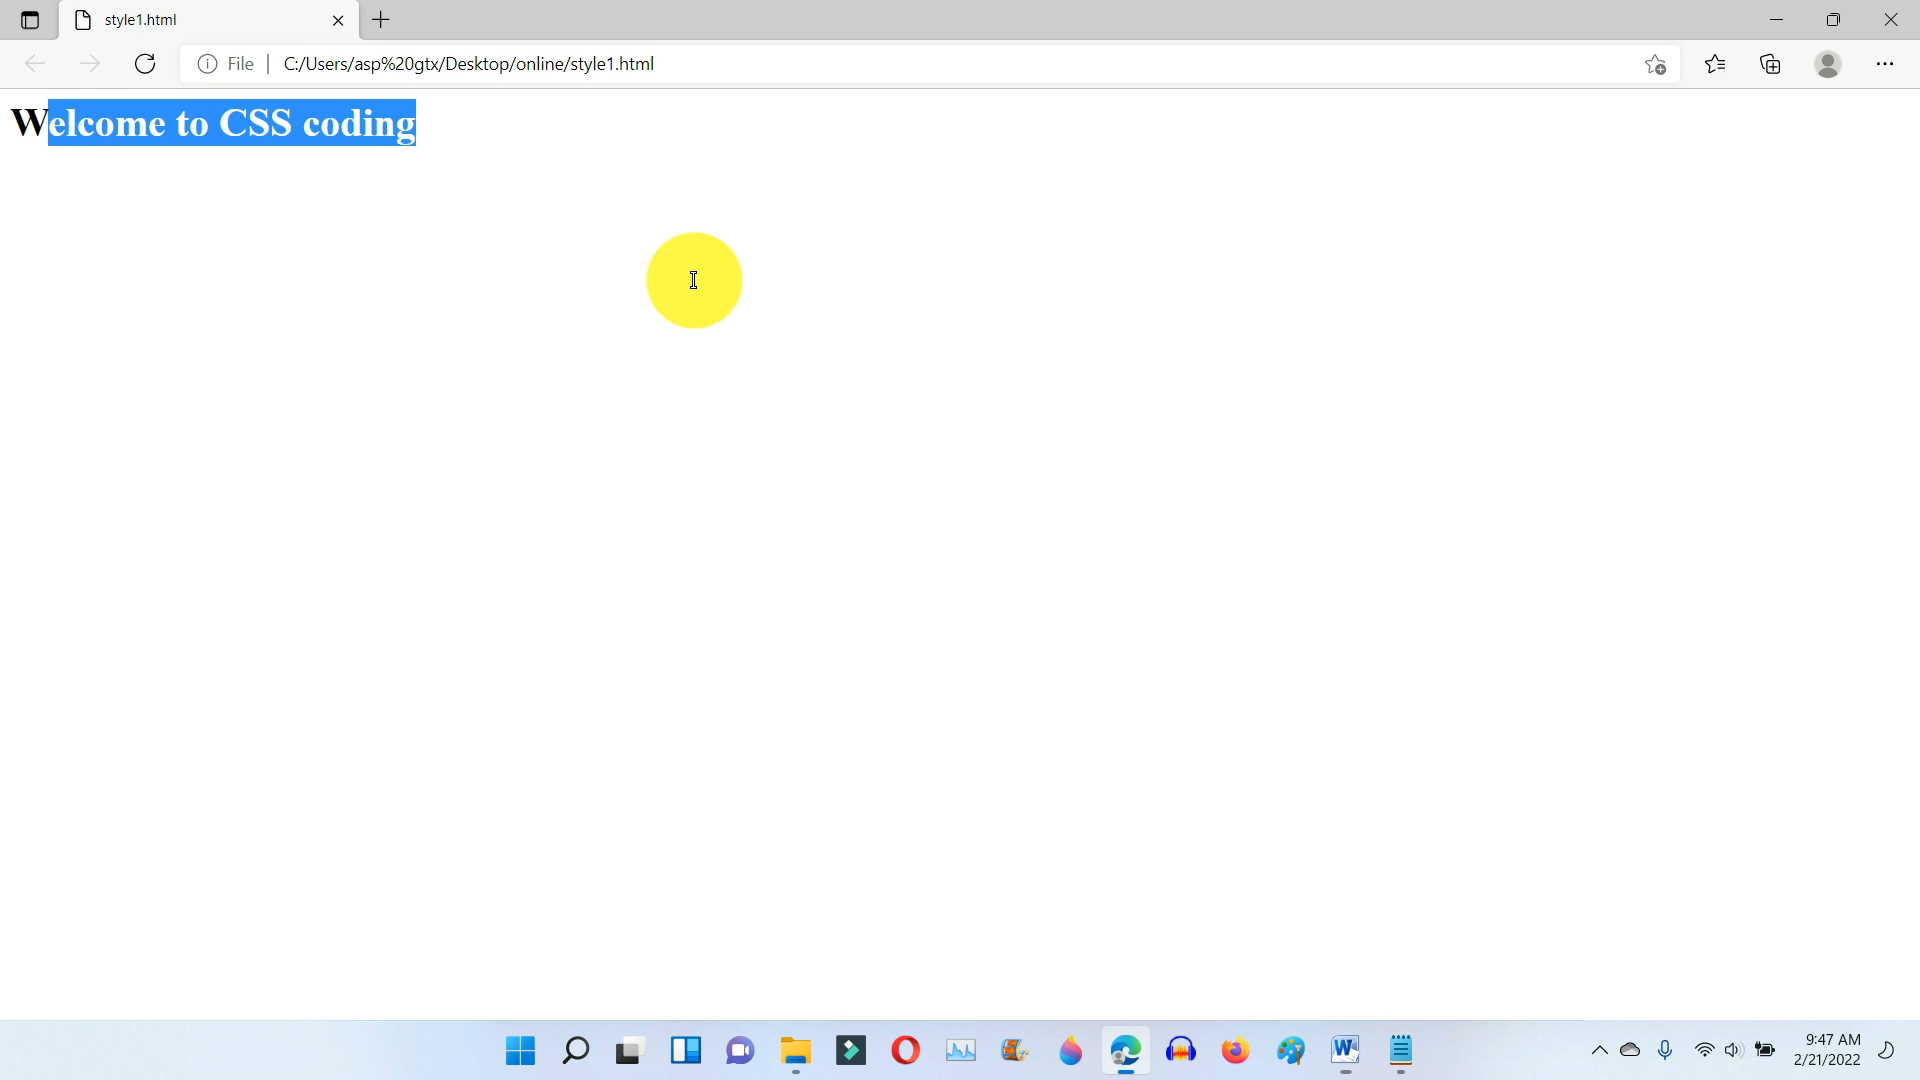 style1.html
File
C:/Users/asp%20gtx/Desktop/online/style1.html
Welcome to CSS coding
9:47 AM
2/21/2022